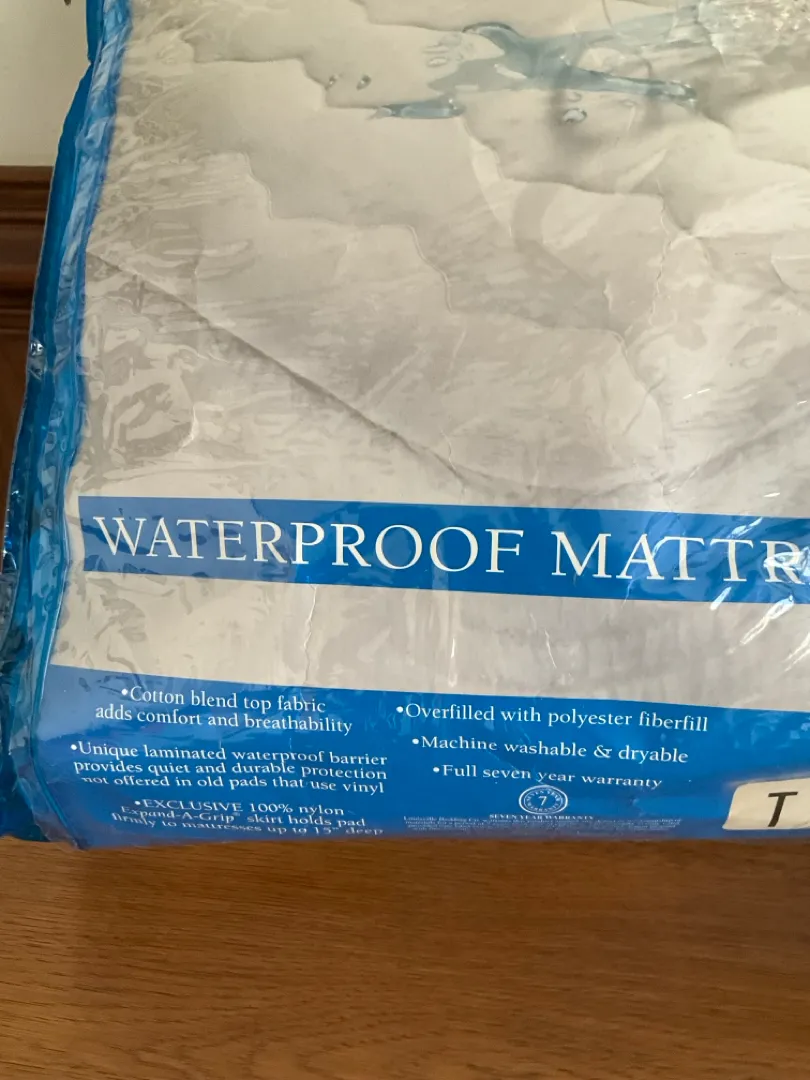 WATERPROOF MATTR
•Cotton blend top fabric
adds comfort and breathability
•Unique laminated waterproof barrier
provides quiet and durable protection
not offered in old pads that use vinyl
•EXCLUSIVE 100% nylon
Expand-A-Grip® skirt holds pad
firmly to mattresses up to 15" deep
•Overfilled with polyester fiberfill
•Machine washable & dryable
•Full seven year warranty
7
SEVEN YEAR WARRANTY
T